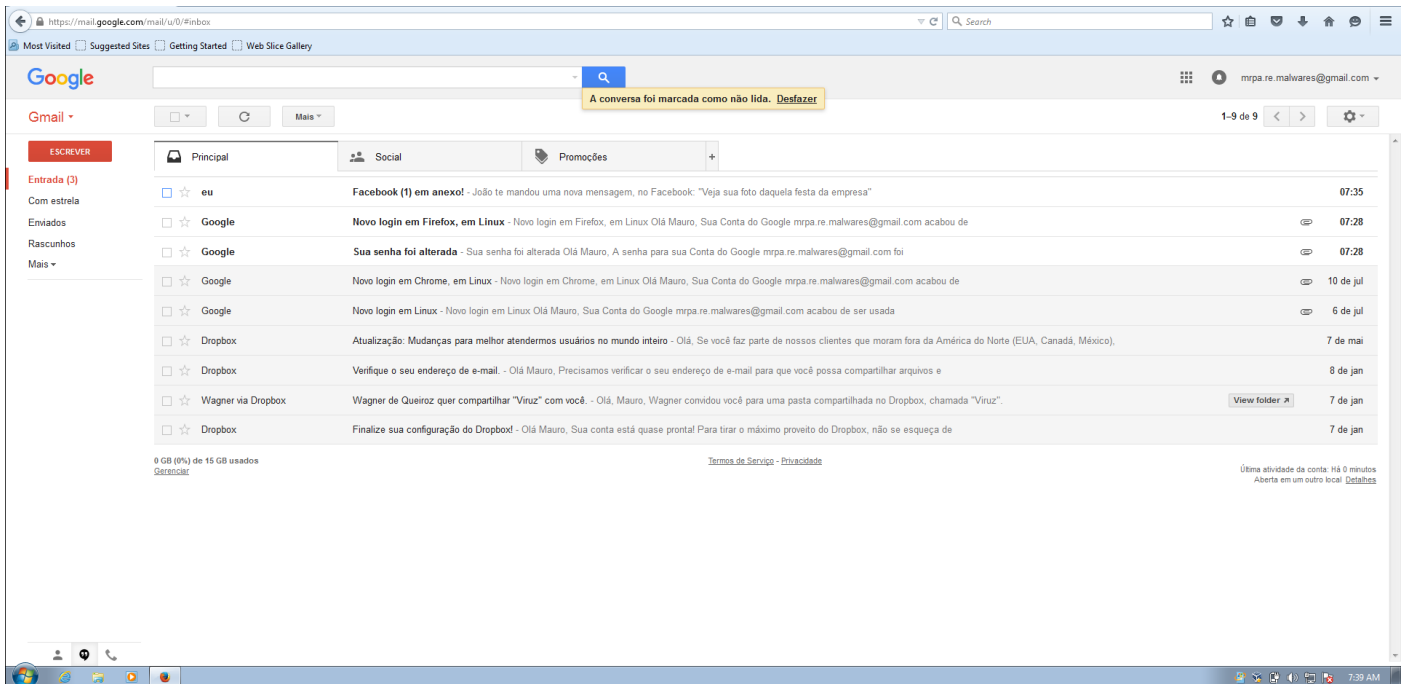 https://mail.google.com/mail/u/0/#inbox
Search
Most Visited Suggested Sites Getting Started Web Slice Gallery
Google
mrpa.re.malwares@gmail.com
A conversa foi marcada como não lida. Desfazer
Gmail
Mais
1–9 de 9
ESCREVER
Entrada (3)
Com estrela
Enviados
Rascunhos
Mais
Principal Social Promoções +
eu Facebook (1) em anexo! - João te mandou uma nova mensagem, no Facebook: "Veja sua foto daquela festa da empresa" 07:35
Google Novo login em Firefox, em Linux - Novo login em Firefox, em Linux Olá Mauro, Sua Conta do Google mrpa.re.malwares@gmail.com acabou de 07:28
Google Sua senha foi alterada - Sua senha foi alterada Olá Mauro, A senha para sua Conta do Google mrpa.re.malwares@gmail.com foi 07:28
Google Novo login em Chrome, em Linux - Novo login em Chrome, em Linux Olá Mauro, Sua Conta do Google mrpa.re.malwares@gmail.com acabou de 10 de jul
Google Novo login em Linux - Novo login em Linux Olá Mauro, Sua Conta do Google mrpa.re.malwares@gmail.com acabou de ser usada 6 de jul
Dropbox Atualização: Mudanças para melhor atendermos usuários no mundo inteiro - Olá, Se você faz parte de nossos clientes que moram fora da América do Norte (EUA, Canadá, México), 7 de mai
Dropbox Verifique o seu endereço de e-mail. - Olá Mauro, Precisamos verificar o seu endereço de e-mail para que você possa compartilhar arquivos e 8 de jan
Wagner via Dropbox Wagner de Queiroz quer compartilhar "Viruz" com você. - Olá, Mauro, Wagner convidou você para uma pasta compartilhada no Dropbox, chamada "Viruz". View folder 7 de jan
Dropbox Finalize sua configuração do Dropbox! - Olá Mauro, Sua conta está quase pronta! Para tirar o máximo proveito do Dropbox, não se esqueça de 7 de jan
0 GB (0%) de 15 GB usados
Gerenciar
Termos de Serviço - Privacidade
Última atividade da conta: Há 0 minutos
Aberta em um outro local Detalhes
7:39 AM